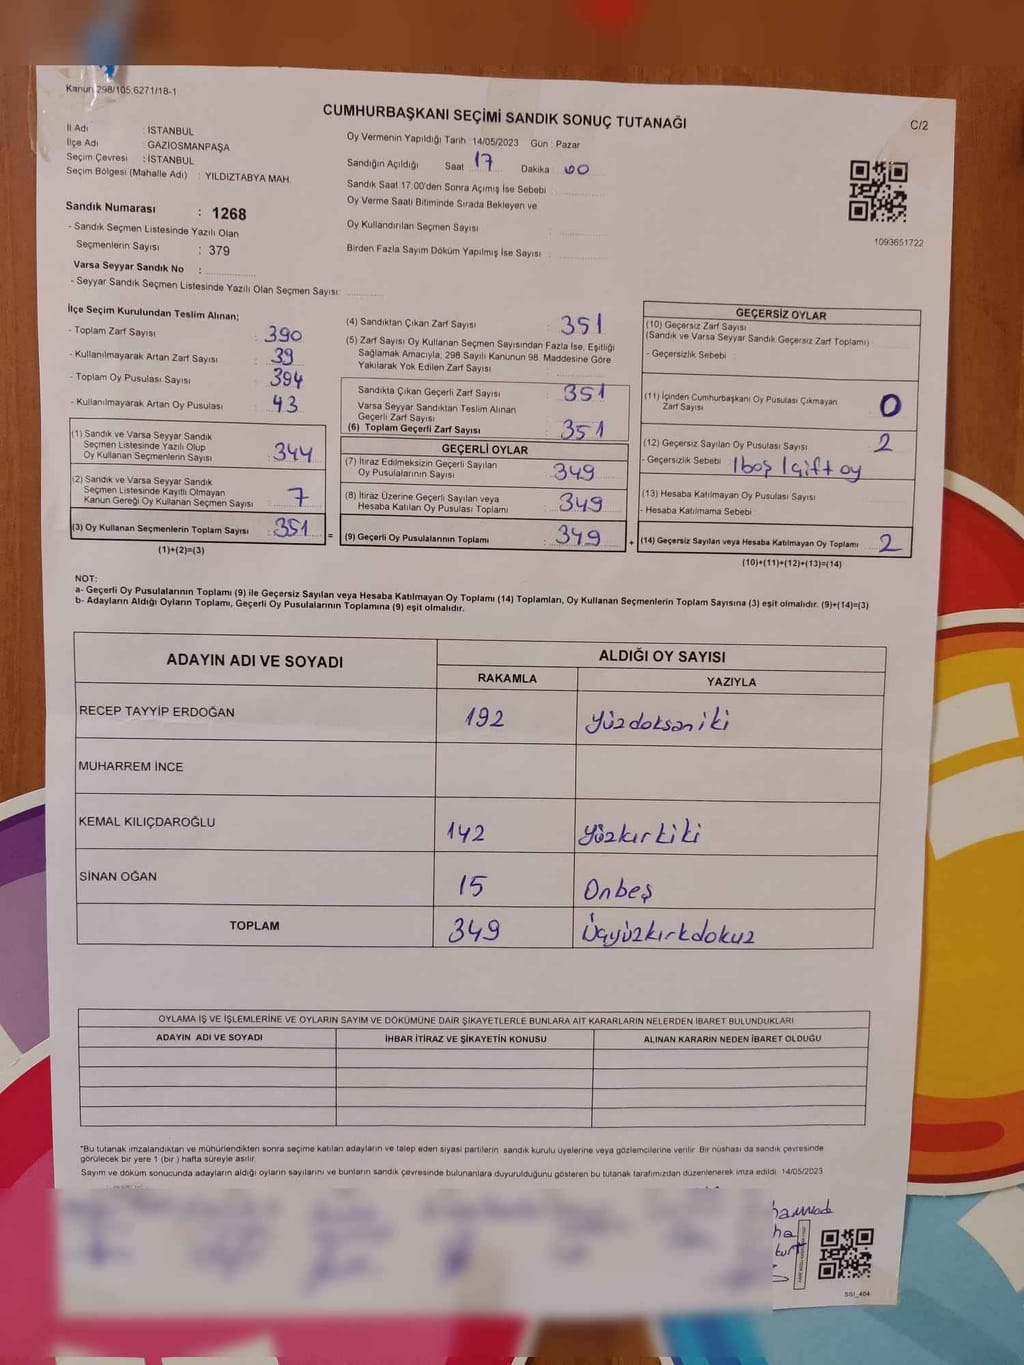 Kanun 298/105,6271/18-1
CUMHURBAŞKANI SEÇİMİ SANDIK SONUÇ TUTANAĞI
C/2
İl Adı : İSTANBUL
İlçe Adı : GAZİOSMANPAŞA
Seçim Çevresi : İSTANBUL
Seçim Bölgesi (Mahalle Adı) : YILDIZTABYA MAH.
Sandık Numarası : 1268
- Sandık Seçmen Listesinde Yazılı Olan
Seçmenlerin Sayısı : 379
Varsa Seyyar Sandık No :
- Seyyar Sandık Seçmen Listesinde Yazılı Olan Seçmen Sayısı:
Oy Vermenin Yapıldığı Tarih : 14/05/2023 Gün : Pazar
Sandığın Açıldığı Saat 17 Dakika 00
Sandık Saat 17.00'den Sonra Açımış İse Sebebi :
Oy Verme Saati Bitiminde Sırada Bekleyen ve
Oy Kullandırılan Seçmen Sayısı :
Birden Fazla Sayım Döküm Yapılmış İse Sayısı :
1093651722
İlçe Seçim Kurulundan Teslim Alınan;
- Toplam Zarf Sayısı : 390
- Kullanılmayarak Artan Zarf Sayısı : 39
- Toplam Oy Pusulası Sayısı : 394
- Kullanılmayarak Artan Oy Pusulası : 43
(1) Sandık ve Varsa Seyyar Sandık
Seçmen Listesinde Yazılı Olup
Oy Kullanan Seçmenlerin Sayısı : 344
(2) Sandık ve Varsa Seyyar Sandık
Seçmen Listesinde Kayıtlı Olmayan
Kanun Gereği Oy Kullanan Seçmen Sayısı : 7
(3) Oy Kullanan Seçmenlerin Toplam Sayısı : 351 =
(1)+(2)=(3)
(4) Sandıktan Çıkan Zarf Sayısı : 351
(5) Zarf Sayısı Oy Kullanan Seçmen Sayısından Fazla İse, Eşitliği
Sağlamak Amacıyla; 298 Sayılı Kanunun 98. Maddesine Göre
Yakılarak Yok Edilen Zarf Sayısı :
Sandıkta Çıkan Geçerli Zarf Sayısı : 351
Varsa Seyyar Sandıktan Teslim Alınan
Geçerli Zarf Sayısı :
(6) Toplam Geçerli Zarf Sayısı : 351
GEÇERLİ OYLAR
(7) İtiraz Edilmeksizin Geçerli Sayılan
Oy Pusulalarının Sayısı : 349
(8) İtiraz Üzerine Geçerli Sayılan veya
Hesaba Katılan Oy Pusulası Toplamı : 349
(9) Geçerli Oy Pusulalarının Toplamı : 349 +
GEÇERSİZ OYLAR
(10) Geçersiz Zarf Sayısı
(Sandık ve Varsa Seyyar Sandık Geçersiz Zarf Toplamı) :
- Geçersizlik Sebebi :
(11) İçinden Cumhurbaşkanı Oy Pusulası Çıkmayan
Zarf Sayısı : 0
(12) Geçersiz Sayılan Oy Pusulası Sayısı : 2
- Geçersizlik Sebebi : 1boş 1çift oy
(13) Hesaba Katılmayan Oy Pusulası Sayısı :
- Hesaba Katılmama Sebebi :
(14) Geçersiz Sayılan veya Hesaba Katılmayan Oy Toplamı : 2
(10)+(11)+(12)+(13)=(14)
NOT:
a- Geçerli Oy Pusulalarının Toplamı (9) ile Geçersiz Sayılan veya Hesaba Katılmayan Oy Toplamı (14) Toplamları, Oy Kullanan Seçmenlerin Toplam Sayısına (3) eşit olmalıdır. (9)+(14)=(3)
b- Adayların Aldığı Oyların Toplamı, Geçerli Oy Pusulalarının Toplamına (9) eşit olmalıdır.
ADAYIN ADI VE SOYADI
ALDIĞI OY SAYISI
RAKAMLA YAZIYLA
RECEP TAYYİP ERDOĞAN 192 Yüzdoksaniki
MUHARREM İNCE
KEMAL KILIÇDAROĞLU 142 Yüzkırkiki
SİNAN OĞAN 15 Onbeş
TOPLAM 349 Üçyüzkırkdokuz
OYLAMA İŞ VE İŞLEMLERİNE VE OYLARIN SAYIM VE DÖKÜMÜNE DAİR ŞİKAYETLERLE BUNLARA AİT KARARLARIN NELERDEN İBARET BULUNDUKLARI
ADAYIN ADI VE SOYADI İHBAR İTİRAZ VE ŞİKAYETİN KONUSU ALINAN KARARIN NEDEN İBARET OLDUĞU
*Bu tutanak imzalandıktan ve mühürlendikten sonra seçime katılan adayların ve talep eden siyasi partilerin sandık kurulu üyelerine veya gözlemcilerine verilir. Bir nüshası da sandık çevresinde
görülecek bir yere 1 (bir ) hafta süreyle asılır.
Sayım ve döküm sonucunda adayların aldığı oyların sayılarını ve bunların sandık çevresinde bulunanlara duyurulduğunu gösteren bu tutanak tarafımızdan düzenlenerek imza edildi. 14/05/2023
SSI_404